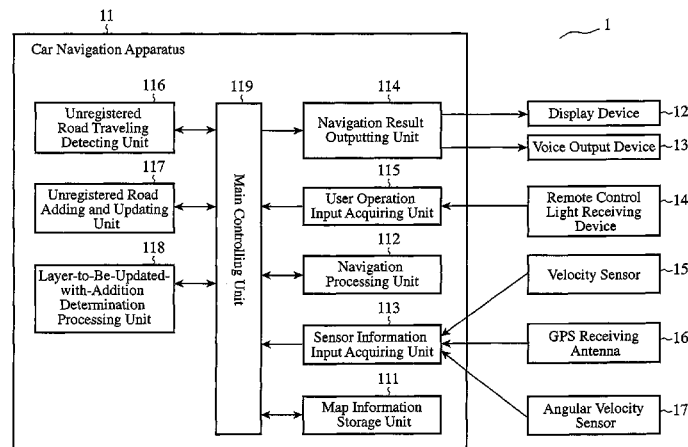 11
1
Car Navigation Apparatus
116
119
114
Unregistered
Road Traveling
Detecting Unit
Main Controlling Unit
Navigation Result
Outputting Unit
Display Device
12
Voice Output Device
13
117
115
Unregistered Road
Adding and Updating
Unit
User Operation
Input Acquiring Unit
Remote Control
Light Receiving
Device
14
118
112
Layer-to-Be-Updated-
with-Addition
Determination
Processing Unit
Navigation
Processing Unit
Velocity Sensor
15
113
Sensor Information
Input Acquiring Unit
GPS Receiving
Antenna
16
111
Map Information
Storage Unit
Angular Velocity
Sensor
17